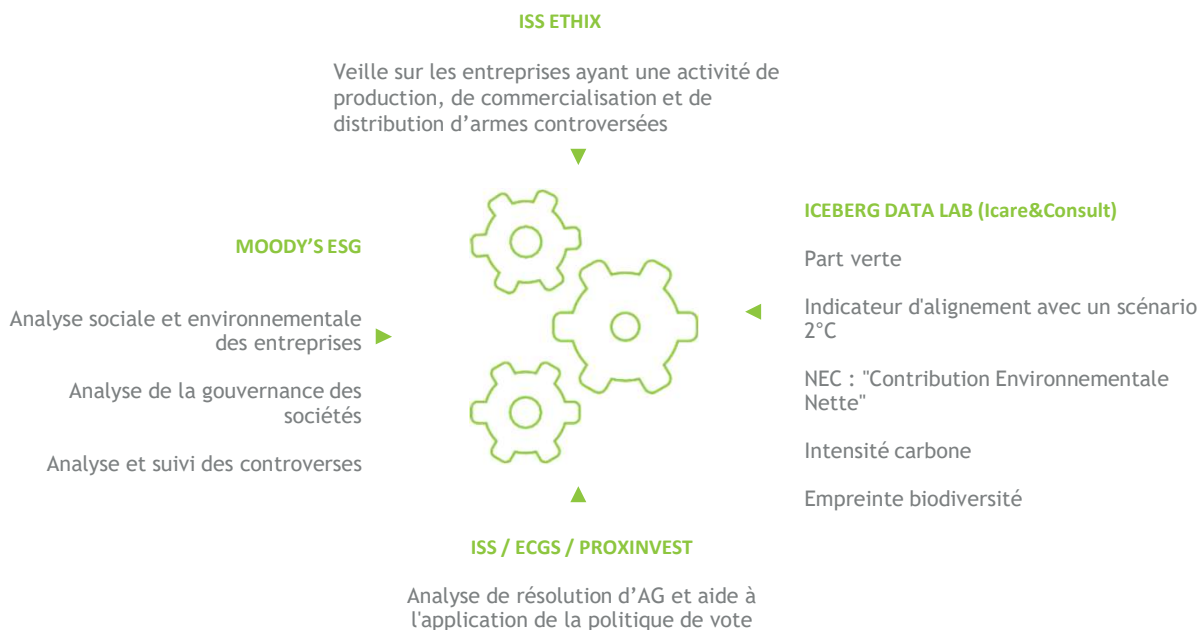 ISS ETHIX
Veille sur les entreprises ayant une activité de
production, de commercialisation et de
distribution d’armes controversées
MOODY’S ESG
Analyse sociale et environnementale
des entreprises
Analyse de la gouvernance des
sociétés
Analyse et suivi des controverses
ICEBERG DATA LAB (Icare&Consult)
Part verte
Indicateur d'alignement avec un scénario
2°C
NEC : "Contribution Environnementale
Nette"
Intensité carbone
Empreinte biodiversité
ISS / ECGS / PROXINVEST
Analyse de résolution d’AG et aide à
l'application de la politique de vote